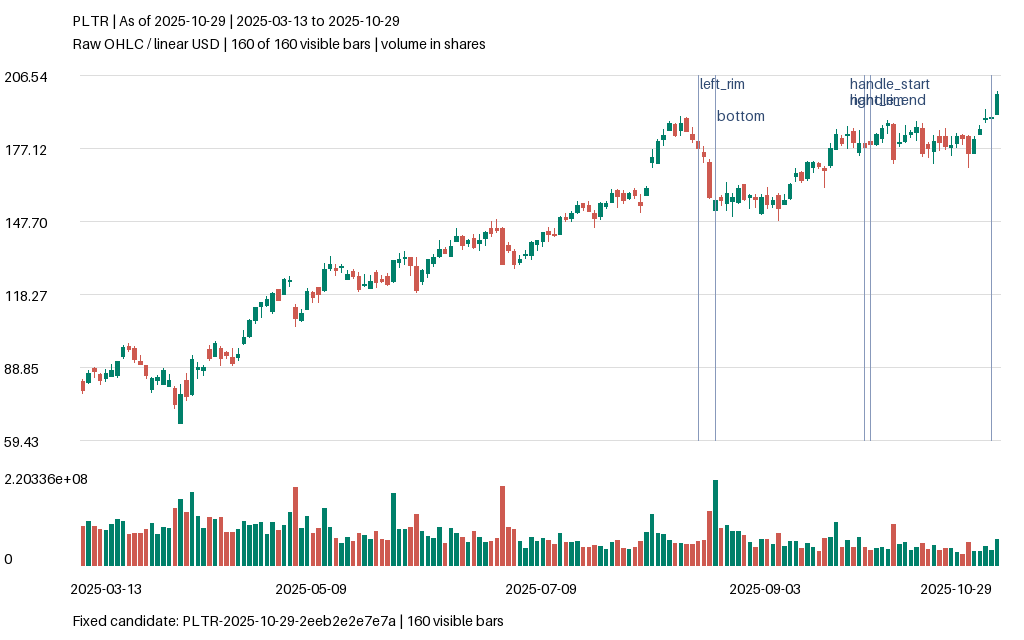 PLTR | As of 2025-10-29 | 2025-03-13 to 2025-10-29
Raw OHLC / linear USD | 160 of 160 visible bars | volume in shares
206.54
left_rim
handle_start
handle_end
bottom
177.12
147.70
118.27
88.85
59.43
2.20336e+08
0
2025-03-13
2025-05-09
2025-07-09
2025-09-03
2025-10-29
Fixed candidate: PLTR-2025-10-29-2eeb2e2e7e7a | 160 visible bars